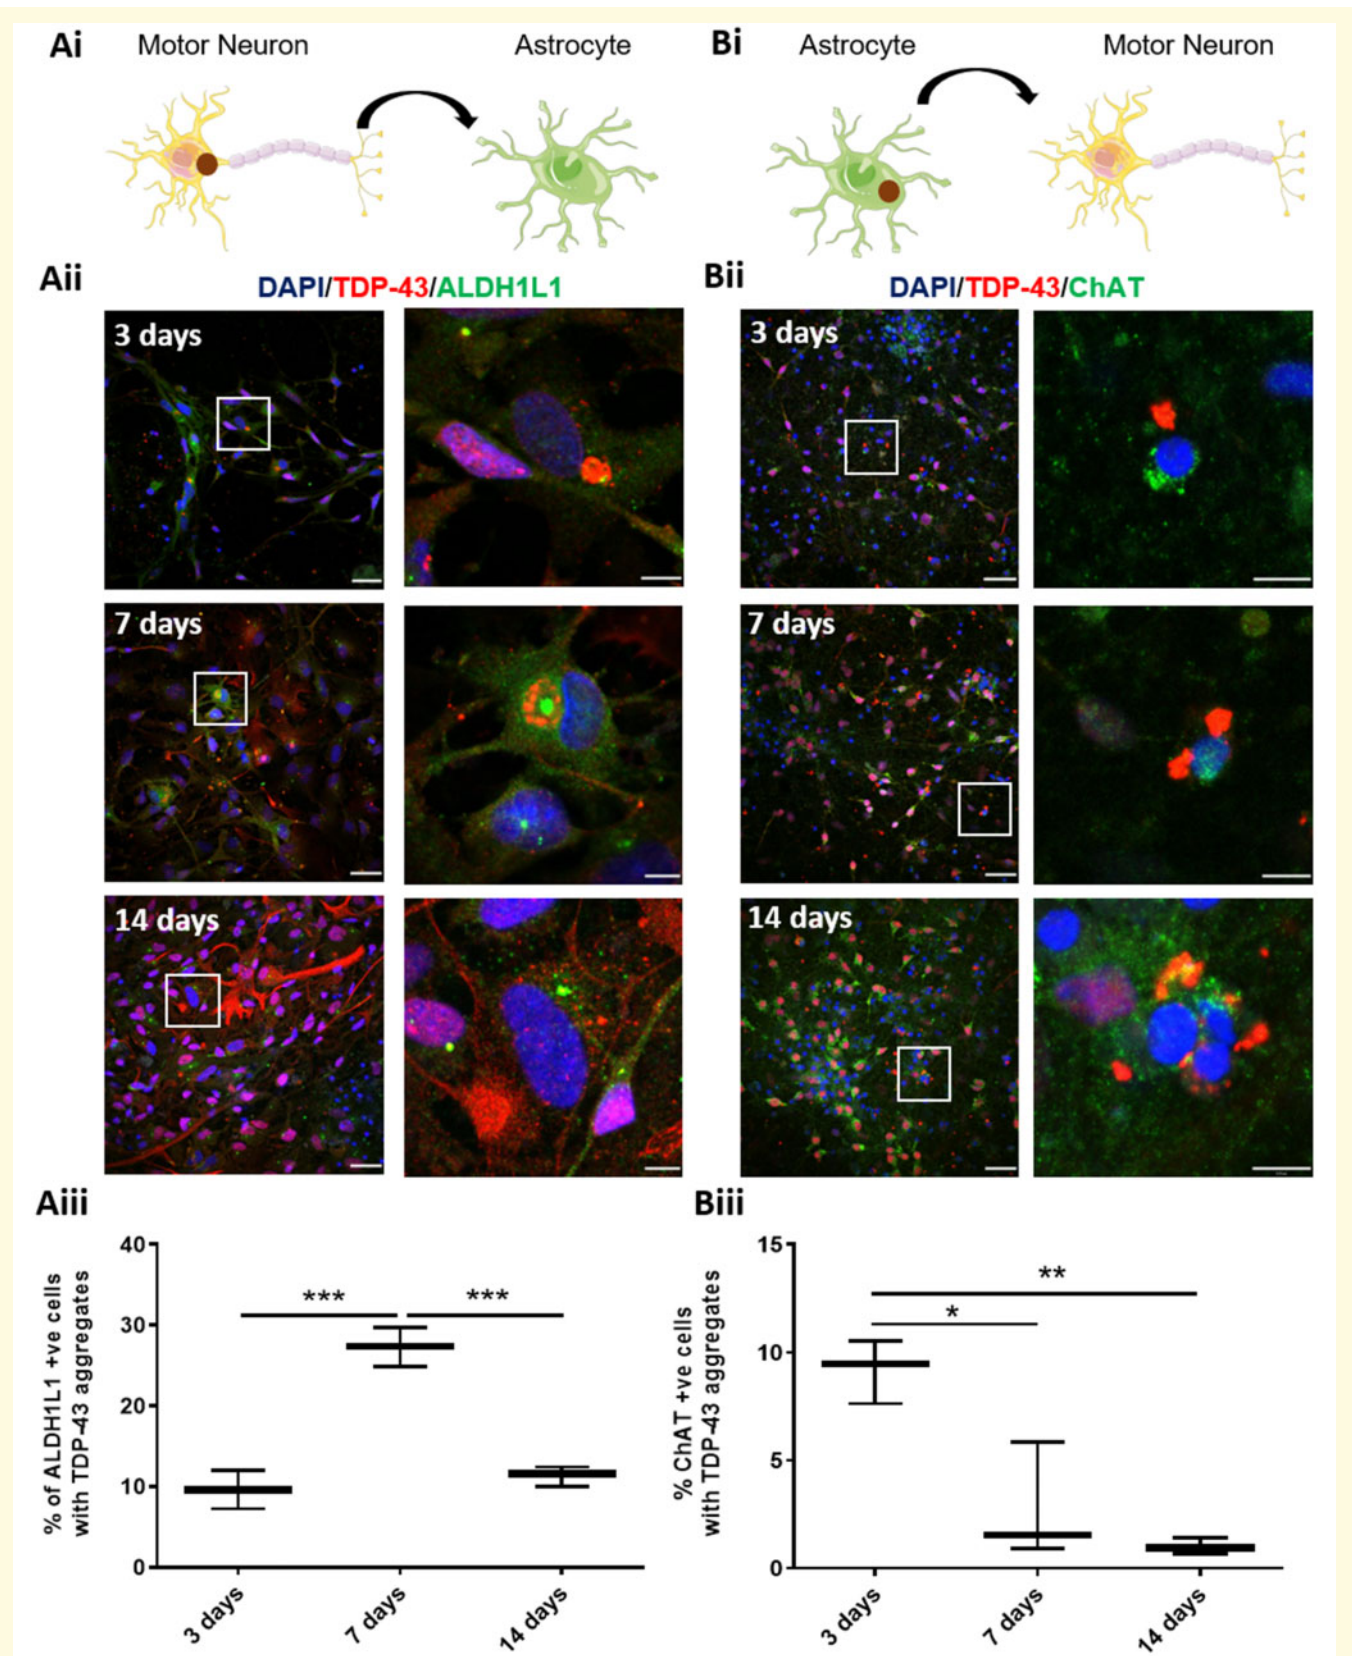 Ai
Motor Neuron
Astrocyte
Bi
Astrocyte
Motor Neuron
Aii
DAPI/TDP-43/ALDH1L1
3 days
7 days
14 days
Bii
DAPI/TDP-43/ChAT
3 days
7 days
14 days
Aiii
% of ALDH1L1 +ve cells
with TDP-43 aggregates
40
30
20
10
0
***
***
3 days
7 days
14 days
Biii
% ChAT +ve cells
with TDP-43 aggregates
15
10
5
0
**
*
3 days
7 days
14 days